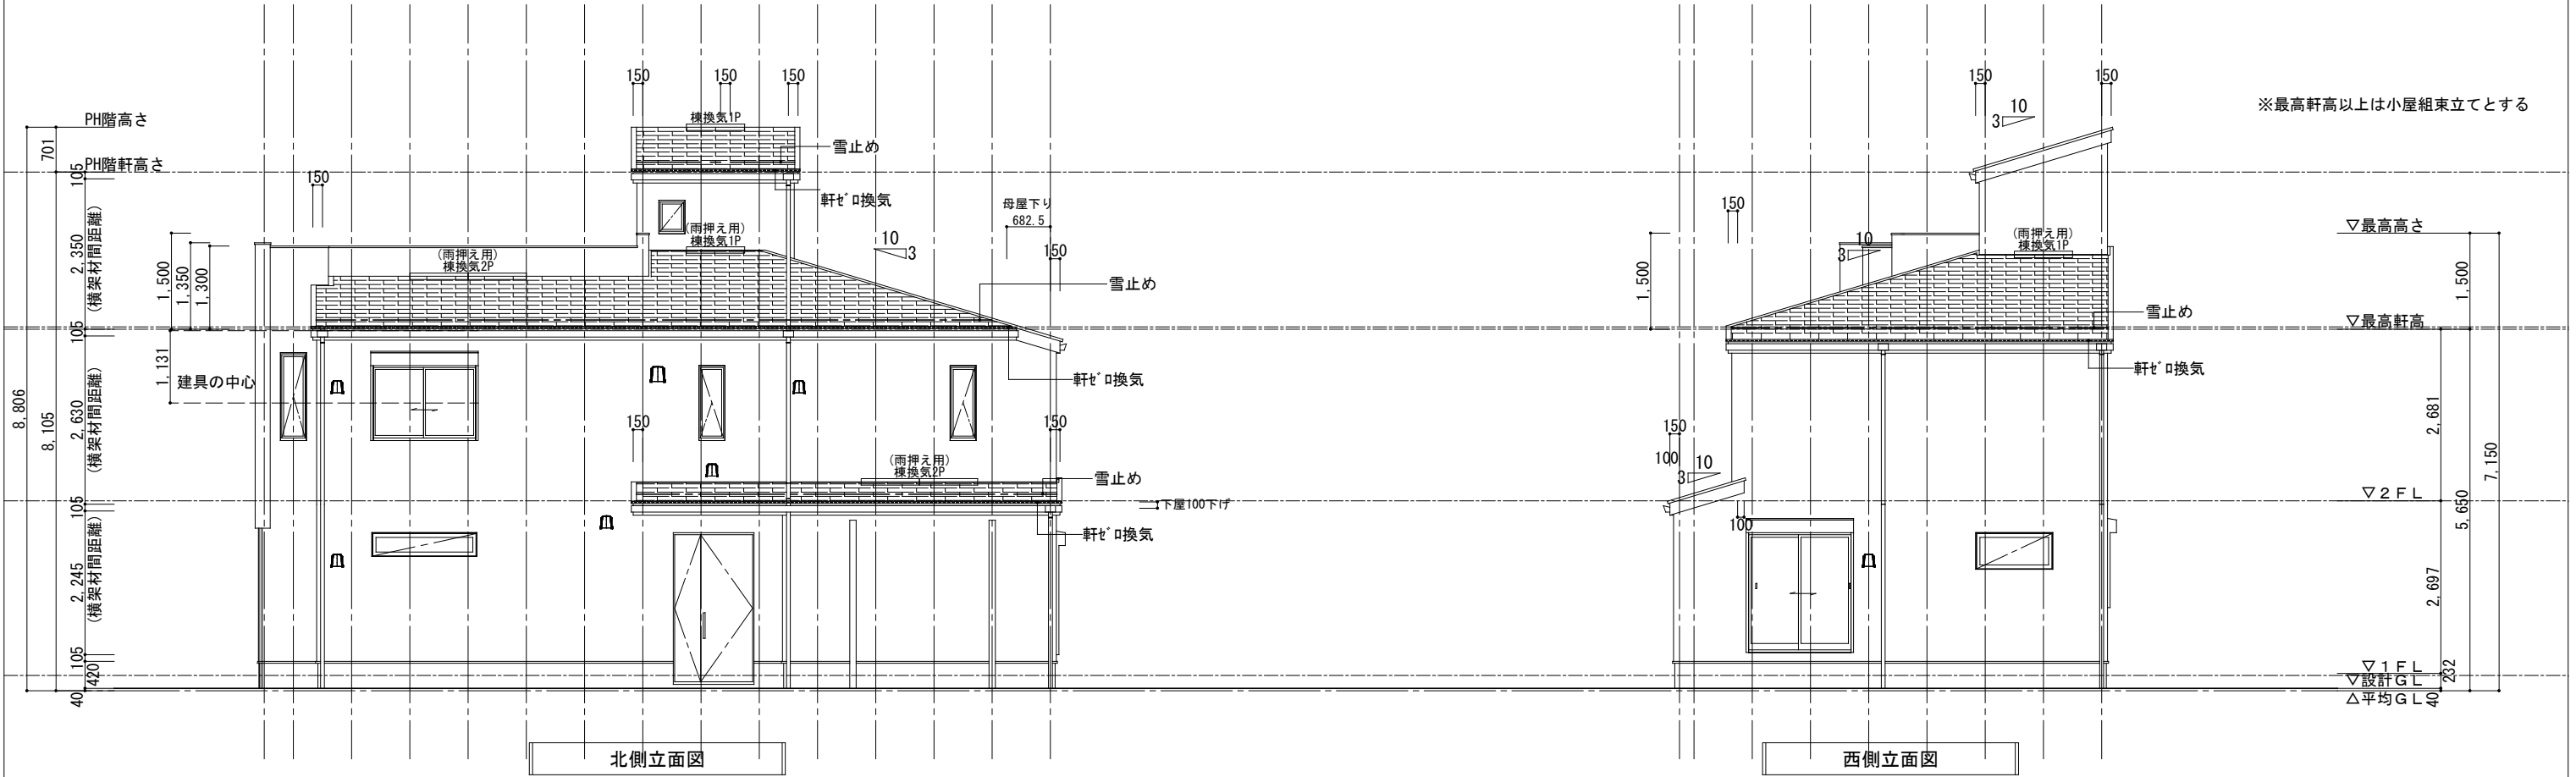 150
150
150
150
150
※最高軒高以上は小屋組束立てとする
10
3
PH階高さ
棟換気1P
701
雪止め
PH階軒高さ
105
150
軒ｾﾞﾛ換気
母屋下り
682.5
150
150
(雨押え用)
棟換気1P
(雨押え用)
棟換気2P
10
3
10
3
(雨押え用)
棟換気1P
▽最高高さ
2,350
(横架材間距離)
1,500
1,350
1,300
雪止め
1,500
1,500
雪止め
▽最高軒高
105
1,131
建具の中心
軒ｾﾞﾛ換気
軒ｾﾞﾛ換気
8,806
8,105
2,630
(横架材間距離)
150
150
150
100
10
3
2,681
7,150
(雨押え用)
棟換気2P
雪止め
▽２ＦＬ
105
下屋100下げ
100
5,650
軒ｾﾞﾛ換気
2,245
(横架材間距離)
2,697
105
420
40
▽１ＦＬ
232
▽設計ＧＬ
△平均ＧＬ
40
北側立面図
西側立面図